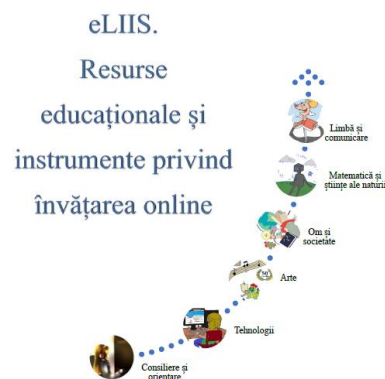 eLIIS.
Resurse
educaționale și
instrumente privind
învățarea online
Limbă și
comunicare
Matematică și
științe ale naturii
Om și
societate
Arte
Tehnologii
Consiliere și
orientare